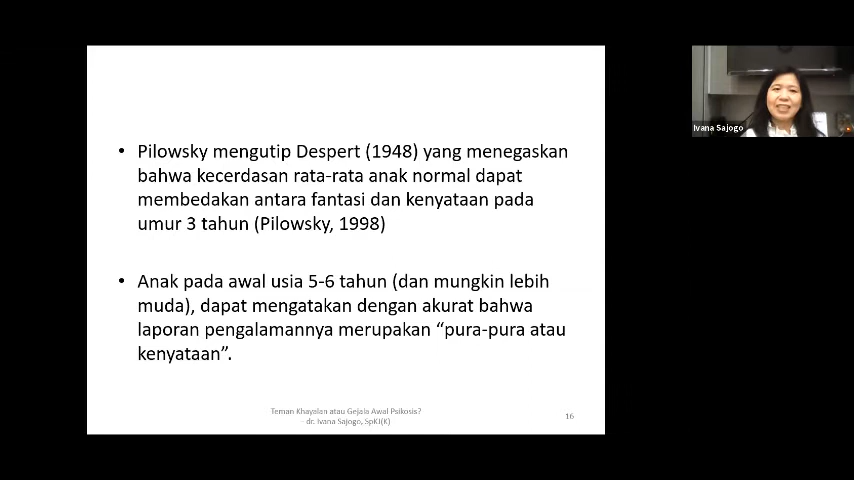 • Pilowsky mengutip Despert (1948) yang menegaskan
bahwa kecerdasan rata-rata anak normal dapat
membedakan antara fantasi dan kenyataan pada
umur 3 tahun (Pilowsky, 1998)
• Anak pada awal usia 5-6 tahun (dan mungkin lebih
muda), dapat mengatakan dengan akurat bahwa
laporan pengalamannya merupakan “pura-pura atau
kenyataan”.
Teman Khayalan atau Gejala Awal Psikosis?
- dr. Ivana Sajogo, SpKJ(K) -
16
Ivana Sajogo